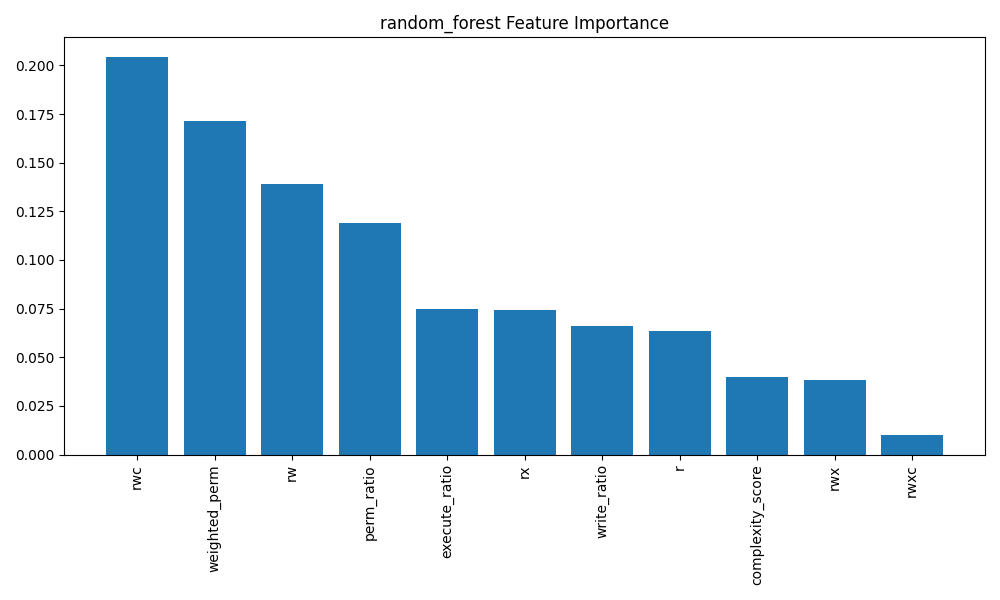 random_forest Feature Importance
0.200
0.175
0.150
0.125
0.100
0.075
0.050
0.025
0.000
rwc
weighted_perm
rw
perm_ratio
execute_ratio
rx
write_ratio
r
complexity_score
rwx
rwxc